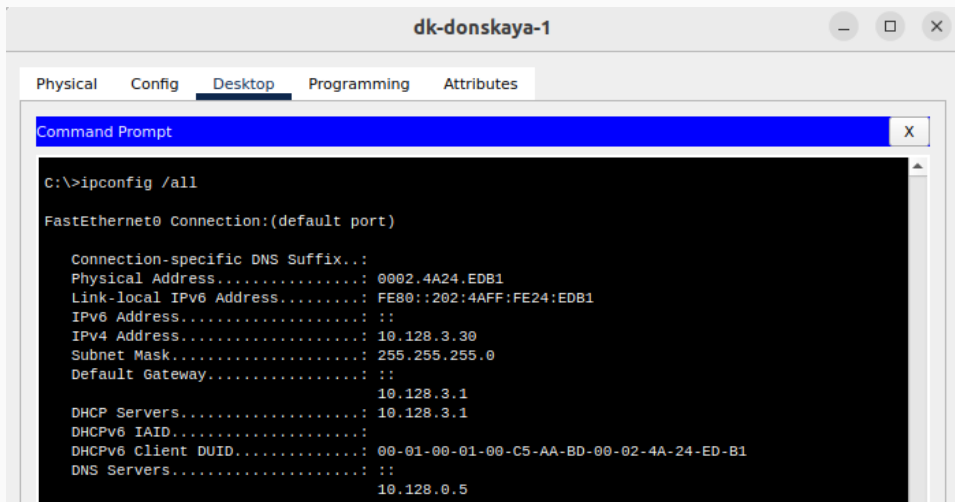 dk-donskaya-1
Physical Config Desktop Programming Attributes
Command Prompt X
C:\>ipconfig /all
FastEthernet0 Connection:(default port)
Connection-specific DNS Suffix..:
Physical Address................: 0002.4A24.EDB1
Link-local IPv6 Address.........: FE80::202:4AFF:FE24:EDB1
IPv6 Address....................: ::
IPv4 Address....................: 10.128.3.30
Subnet Mask.....................: 255.255.255.0
Default Gateway.................: ::
10.128.3.1
DHCP Servers....................: 10.128.3.1
DHCPv6 IAID.....................:
DHCPv6 Client DUID..............: 00-01-00-01-00-C5-AA-BD-00-02-4A-24-ED-B1
DNS Servers.....................: ::
10.128.0.5